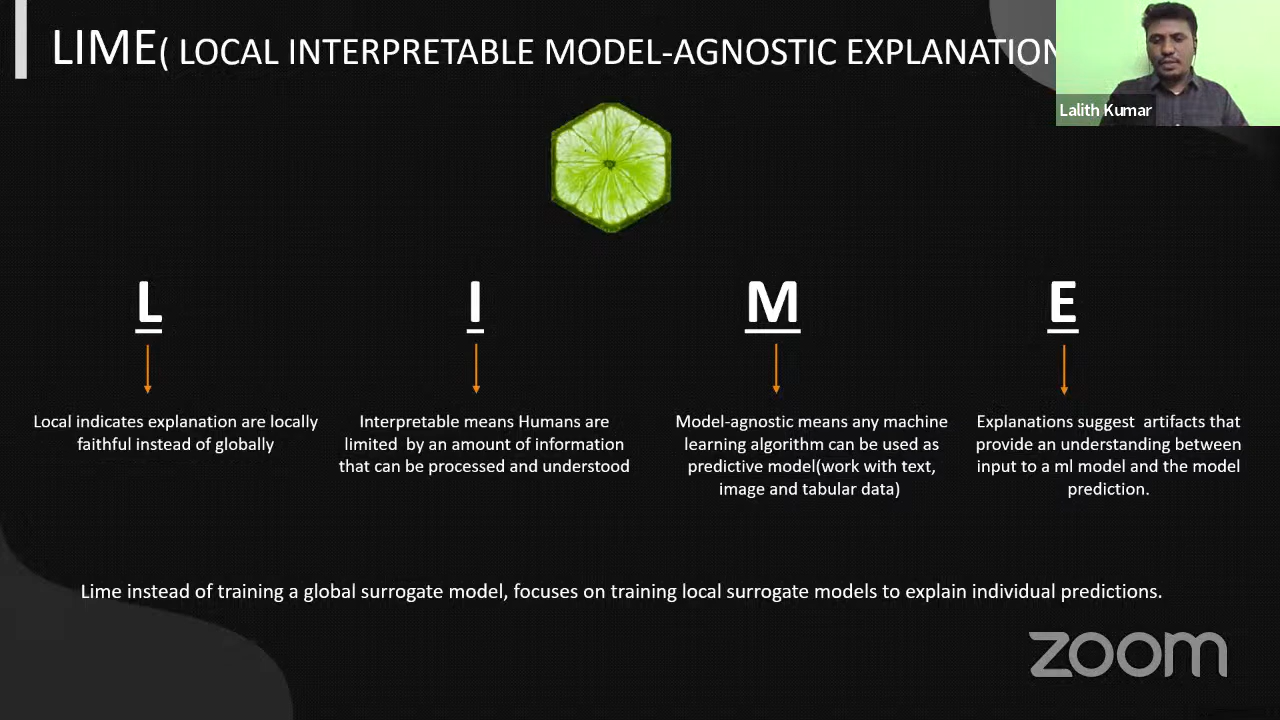 LIME( LOCAL INTERPRETABLE MODEL-AGNOSTIC EXPLANATION
Lalith Kumar
L I M E
Local indicates explanation are locally
faithful instead of globally
Interpretable means Humans are
limited by an amount of information
that can be processed and understood
Model-agnostic means any machine
learning algorithm can be used as
predictive model(work with text,
image and tabular data)
Explanations suggest artifacts that
provide an understanding between
input to a ml model and the model
prediction.
Lime instead of training a global surrogate model, focuses on training local surrogate models to explain individual predictions.
zoom